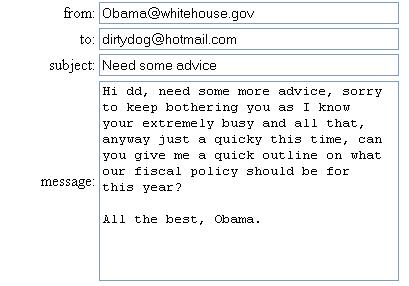 from: Obama@whitehouse.gov
to: dirtydog@hotmail.com
subject: Need some advice
message:
Hi dd, need some more advice, sorry
to keep bothering you as I know
your extremely busy and all that,
anyway just a quicky this time, can
you give me a quick outline on what
our fiscal policy should be for
this year?
All the best, Obama.